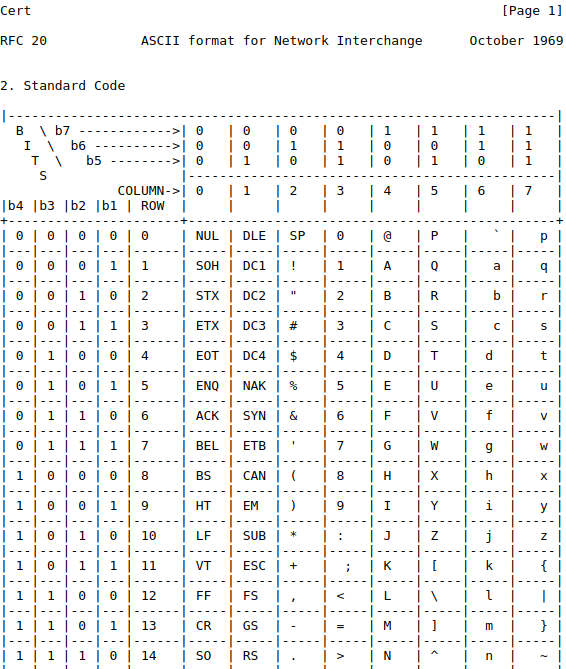 Cert                                                            [Page 1]
RFC 20            ASCII format for Network Interchange      October 1969
2. Standard Code
|----------------------------------------------------------------------|
  B  \ b7 ------------>| 0   | 0   | 0   | 0   | 1   | 1   | 1   | 1   |
   I  \  b6 ---------->| 0   | 0   | 1   | 1   | 0   | 0   | 1   | 1   |
    T  \   b5 -------->| 0   | 1   | 0   | 1   | 0   | 1   | 0   | 1   |
     S                 |-----------------------------------------------|
               COLUMN->| 0   | 1   | 2   | 3   | 4   | 5   | 6   | 7   |
|b4 |b3 |b2 |b1 | ROW  |     |     |     |     |     |     |     |     |
+----------------------+-----------------------------------------------+
| 0 | 0 | 0 | 0 | 0    | NUL | DLE | SP  | 0   | @   | P   |   ` |   p |
|---|---|---|---|------|-----|-----|-----|-----|-----|-----|-----|-----|
| 0 | 0 | 0 | 1 | 1    | SOH | DC1 | !   | 1   | A   | Q   |   a |   q |
|---|---|---|---|------|-----|-----|-----|-----|-----|-----|-----|-----|
| 0 | 0 | 1 | 0 | 2    | STX | DC2 | "   | 2   | B   | R   |   b |   r |
|---|---|---|---|------|-----|-----|-----|-----|-----|-----|-----|-----|
| 0 | 0 | 1 | 1 | 3    | ETX | DC3 | #   | 3   | C   | S   |   c |   s |
|---|---|---|---|------|-----|-----|-----|-----|-----|-----|-----|-----|
| 0 | 1 | 0 | 0 | 4    | EOT | DC4 | $   | 4   | D   | T   |  d  |   t |
|---|---|---|---|------|-----|-----|-----|-----|-----|-----|-----|-----|
| 0 | 1 | 0 | 1 | 5    | ENQ | NAK | %   | 5   | E   | U   |  e  |   u |
|---|---|---|---|------|-----|-----|-----|-----|-----|-----|-----|-----|
| 0 | 1 | 1 | 0 | 6    | ACK | SYN | &   | 6   | F   | V   |  f  |   v |
|---|---|---|---|------|-----|-----|-----|-----|-----|-----|-----|-----|
| 0 | 1 | 1 | 1 | 7    | BEL | ETB | '   | 7   | G   | W   |  g  |   w |
|---|---|---|---|------|-----|-----|-----|-----|-----|-----|-----|-----|
| 1 | 0 | 0 | 0 | 8    | BS  | CAN | (   | 8   | H   | X   |  h  |   x |
|---|---|---|---|------|-----|-----|-----|-----|-----|-----|-----|-----|
| 1 | 0 | 0 | 1 | 9    | HT  | EM  | )   | 9   | I   | Y   |  i  |   y |
|---|---|---|---|------|-----|-----|-----|-----|-----|-----|-----|-----|
| 1 | 0 | 1 | 0 | 10   | LF  | SUB | *   | :   | J   | Z   |  j  |   z |
|---|---|---|---|------|-----|-----|-----|-----|-----|-----|-----|-----|
| 1 | 0 | 1 | 1 | 11   | VT  | ESC | +   |  ;  | K   | [   |  k  |   { |
|---|---|---|---|------|-----|-----|-----|-----|-----|-----|-----|-----|
| 1 | 1 | 0 | 0 | 12   | FF  | FS  | ,   | <   | L   | \   |  l  |   | |
|---|---|---|---|------|-----|-----|-----|-----|-----|-----|-----|-----|
| 1 | 1 | 0 | 1 | 13   | CR  | GS  | -   | =   | M   | ]   |  m  |   } |
|---|---|---|---|------|-----|-----|-----|-----|-----|-----|-----|-----|
| 1 | 1 | 1 | 0 | 14   | SO  | RS  | .   | >   | N   | ^   |  n  |   ~ |